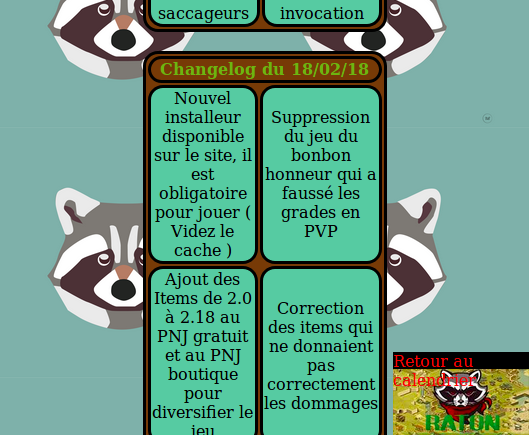 saccageurs
invocation
Changelog du 18/02/18
Nouvel
installeur
disponible
sur le site, il
est
obligatoire
pour jouer (
Videz le
cache )
Suppression
du jeu du
bonbon
honneur qui a
faussé les
grades en
PVP
Ajout des
Items de 2.0
à 2.18 au
PNJ gratuit
et au PNJ
boutique
pour
diversifier le
jeu
Correction
des items qui
ne donnaient
pas
correctement
les dommages
Retour au
calendrier
RATUN